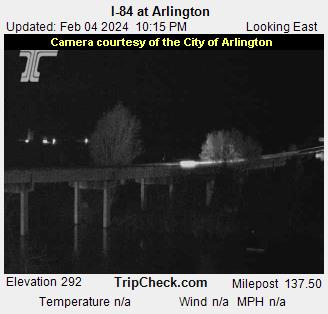 I-84 at Arlington
Updated: Feb 04 2024 10:15 PM Looking East
Camera courtesy of the City of Arlington
Elevation 292 TripCheck.com Milepost 137.50
Temperature n/a Wind n/a MPH n/a